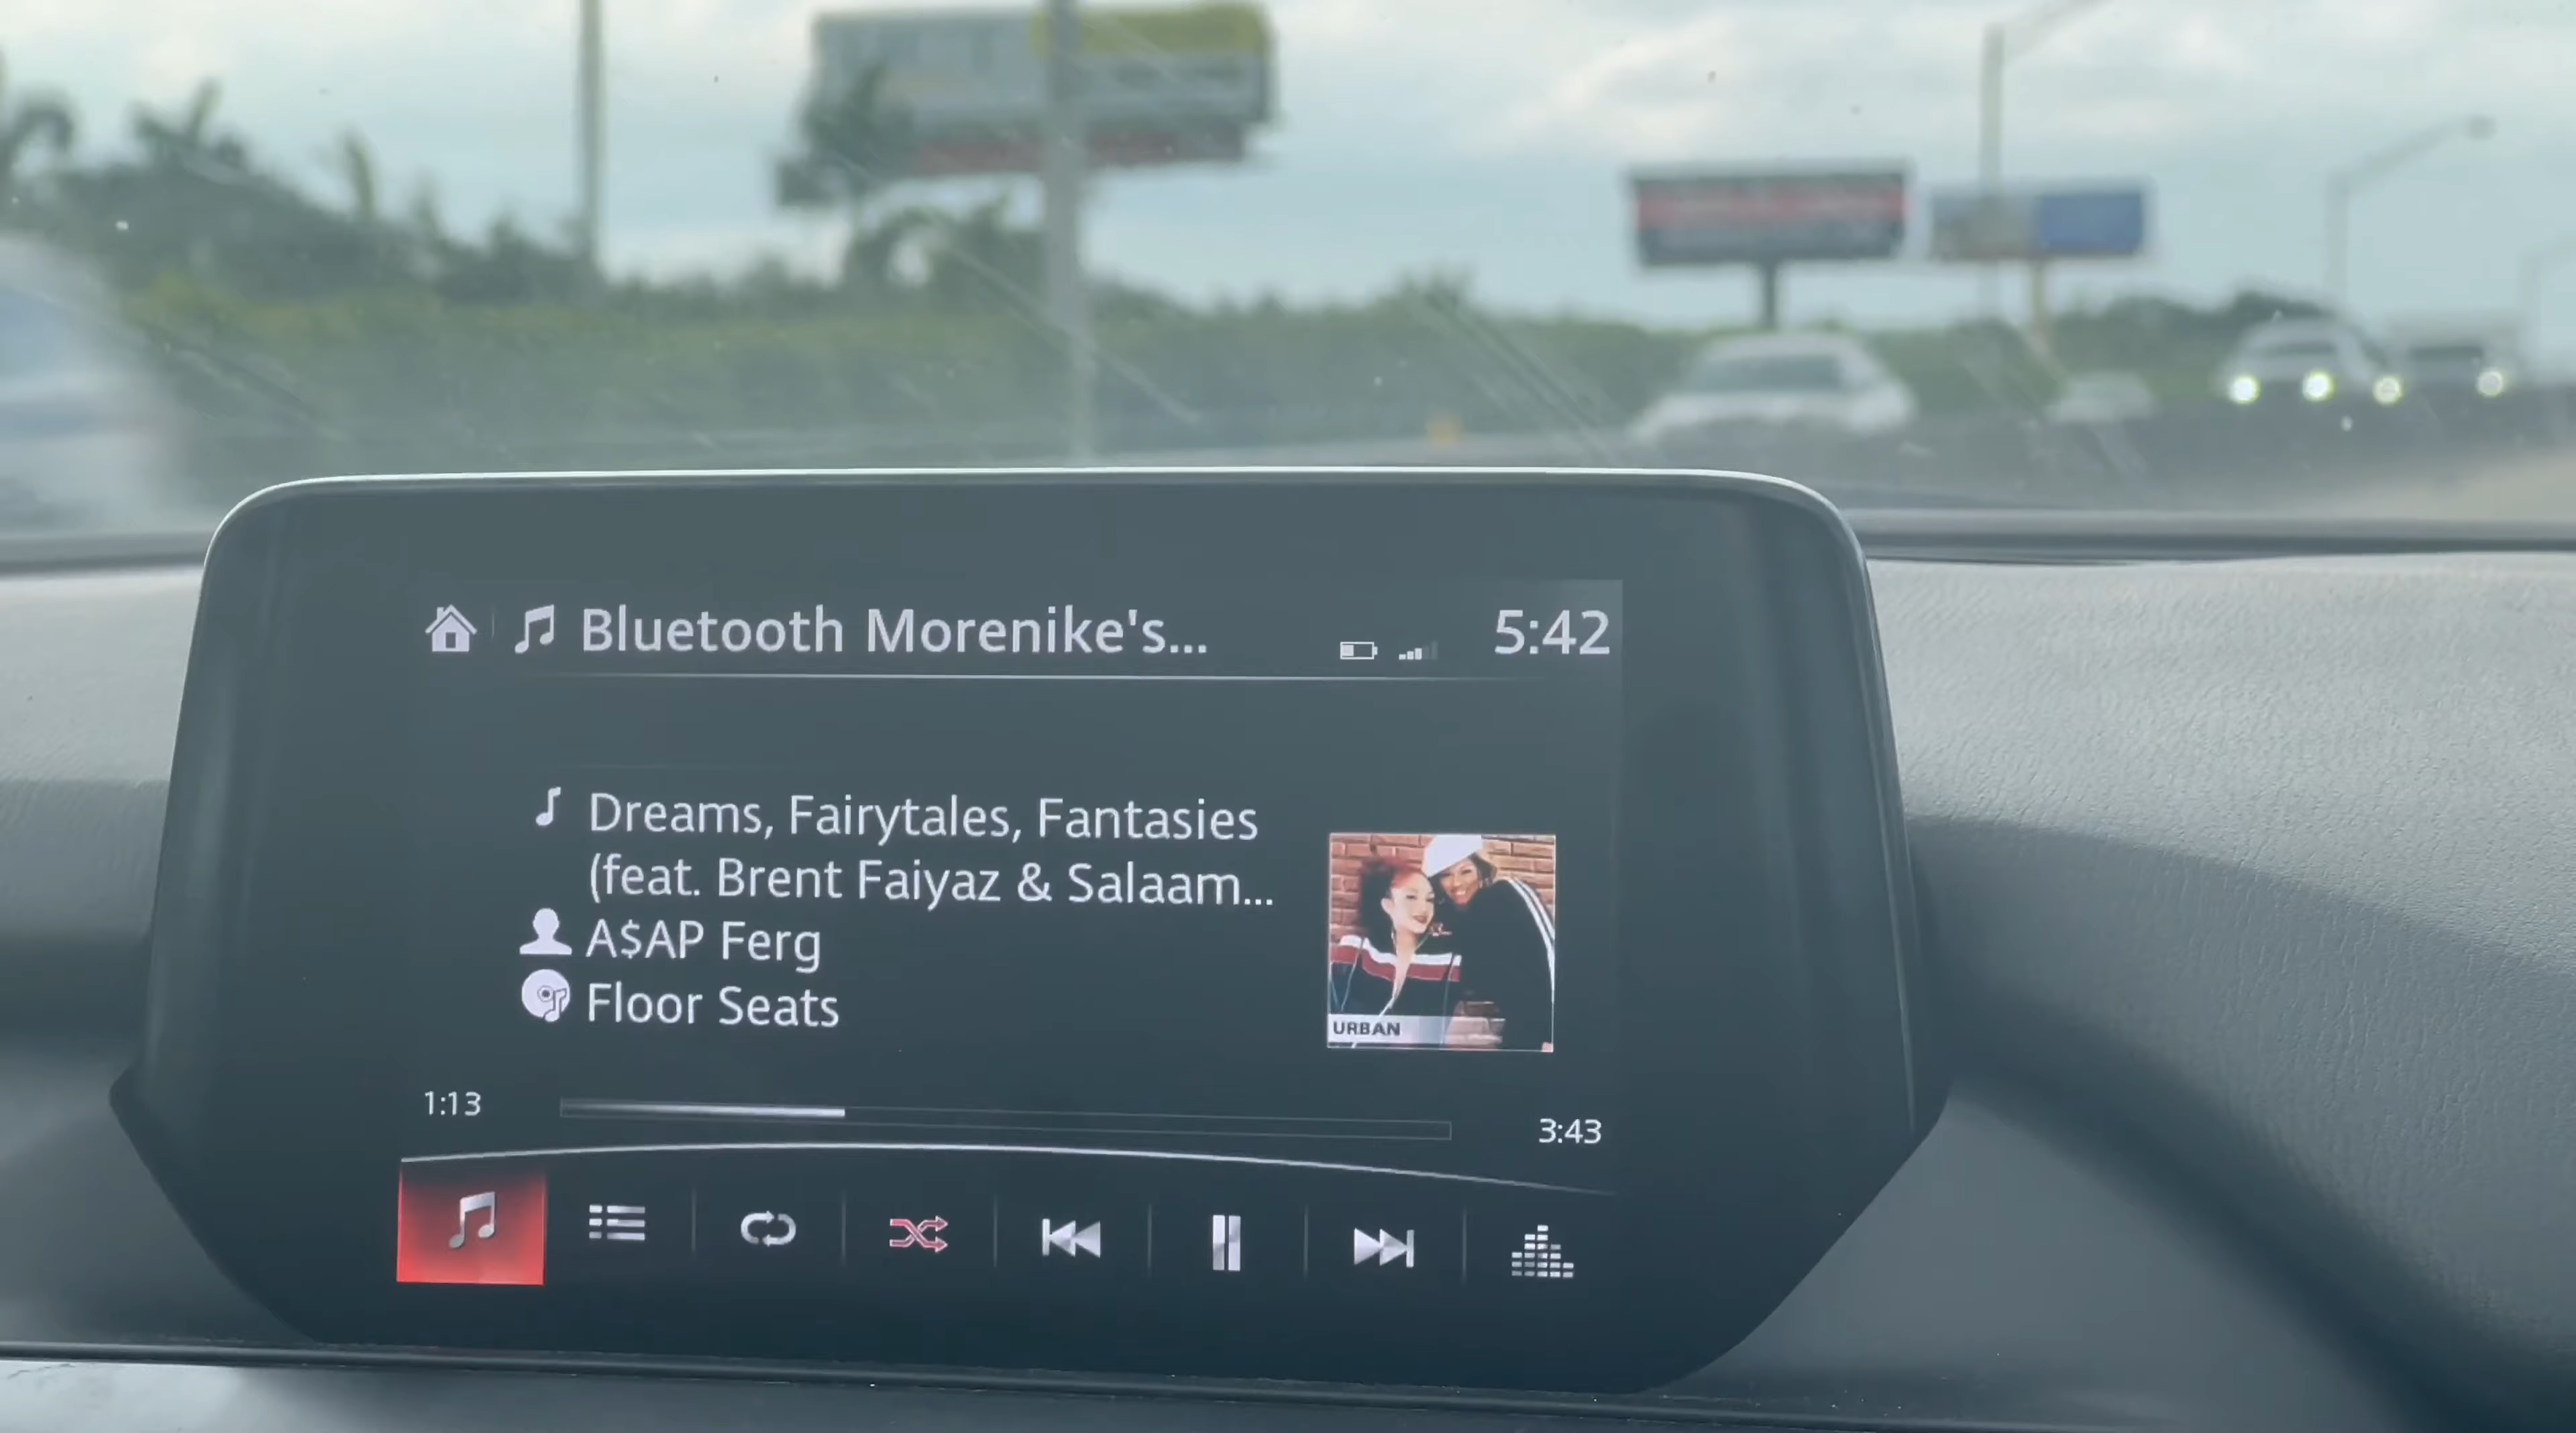 Bluetooth Morenike's...
5:42
Dreams, Fairytales, Fantasies
(feat. Brent Faiyaz & Salaam...
A$AP Ferg
Floor Seats
URBAN
1:13
3:43